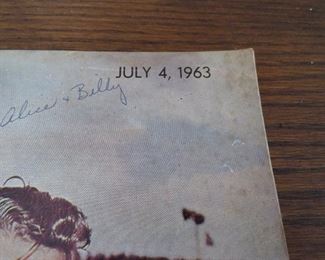 JULY 4, 1963
Alice + Billy